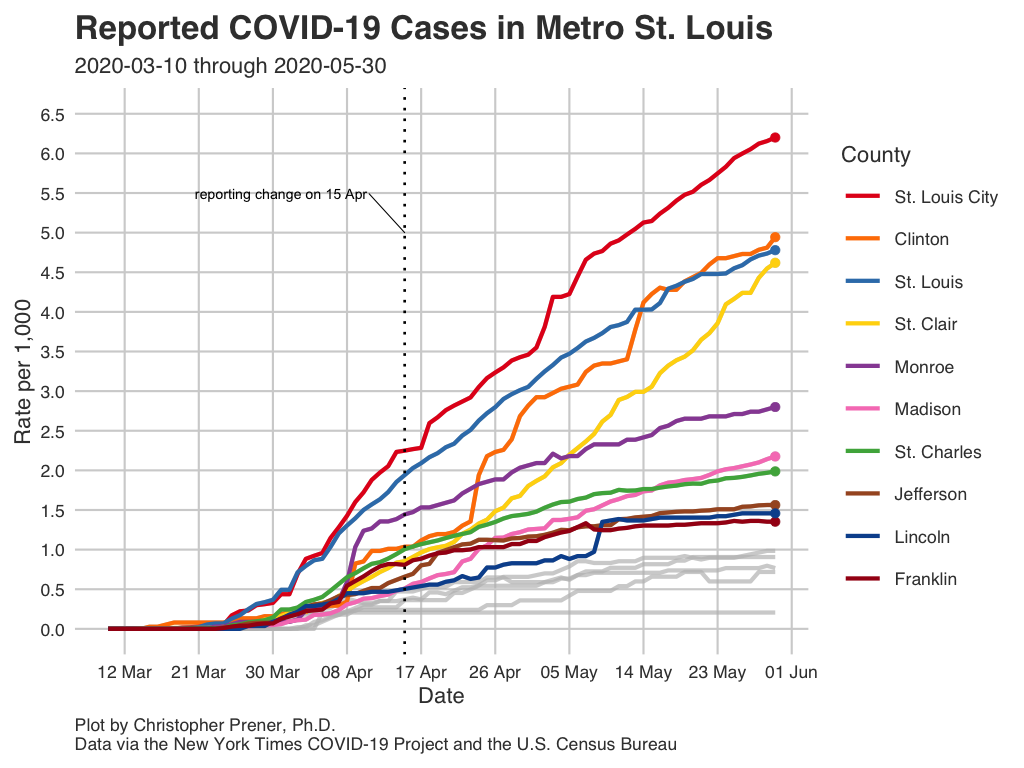 Reported COVID-19 Cases in Metro St. Louis
2020-03-10 through 2020-05-30
6.5
6.0
5.5
5.0
4.5
4.0
3.5
3.0
2.5
2.0
1.5
1.0
0.5
0.0
Rate per 1,000
reporting change on 15 Apr
12 Mar
21 Mar
30 Mar
08 Apr
17 Apr
26 Apr
05 May
14 May
23 May
01 Jun
Date
County
St. Louis City
Clinton
St. Louis
St. Clair
Monroe
Madison
St. Charles
Jefferson
Lincoln
Franklin
Plot by Christopher Prener, Ph.D.
Data via the New York Times COVID-19 Project and the U.S. Census Bureau